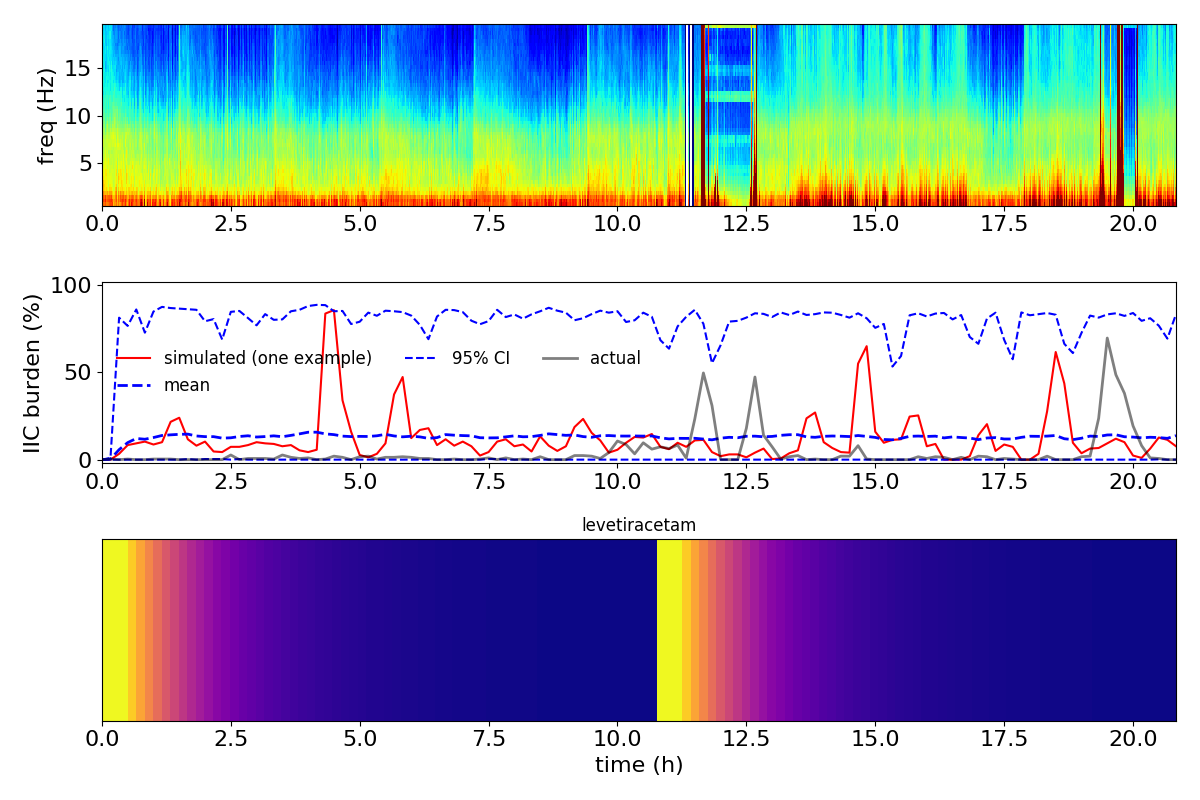 freq (Hz)
15
10
5
0.0 2.5 5.0 7.5 10.0 12.5 15.0 17.5 20.0
IIC burden (%)
100
50
0
simulated (one example) 95% CI actual
mean
0.0 2.5 5.0 7.5 10.0 12.5 15.0 17.5 20.0
levetiracetam
0.0 2.5 5.0 7.5 10.0 12.5 15.0 17.5 20.0
time (h)